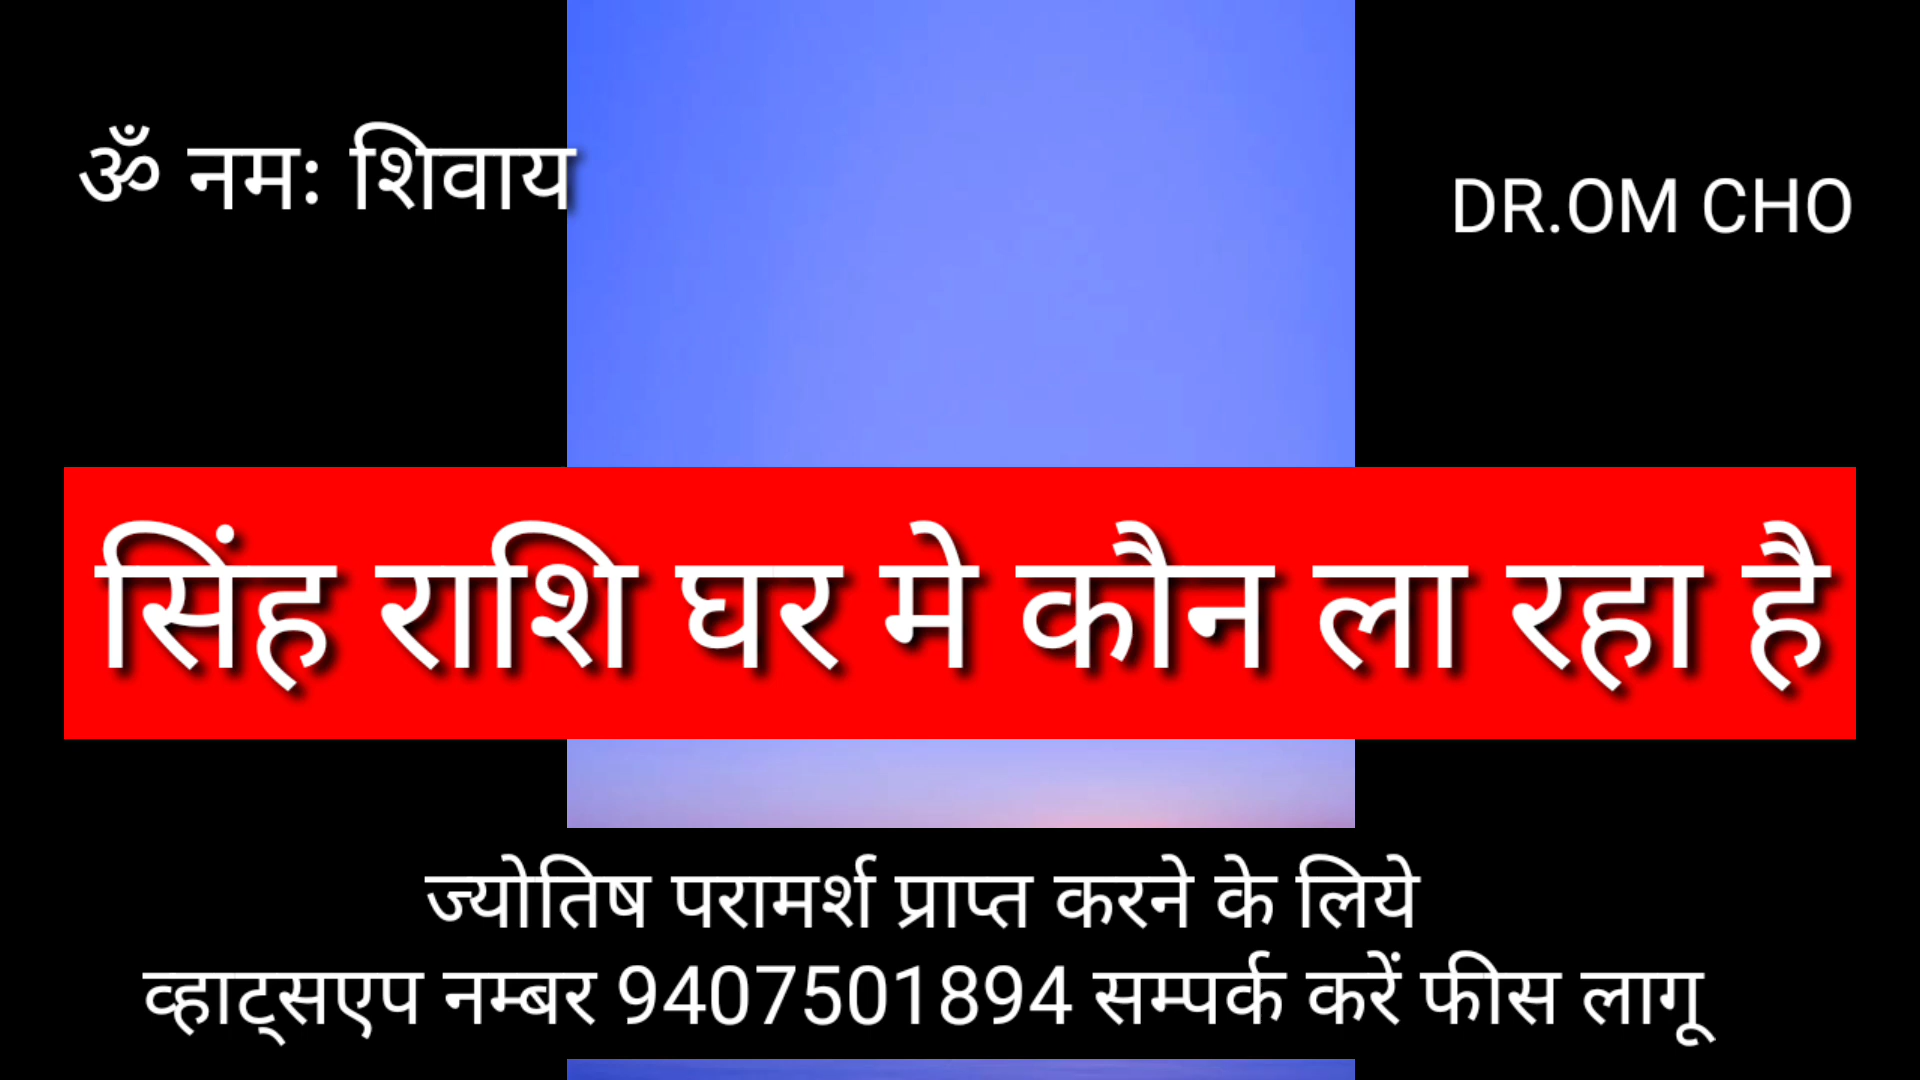 ॐ नमः शिवाय
DR.OM CHO
सिंह राशि घर मे कौन ला रहा है
ज्योतिष परामर्श प्राप्त करने के लिये
व्हाट्सएप नम्बर 9407501894 सम्पर्क करें फीस लागू